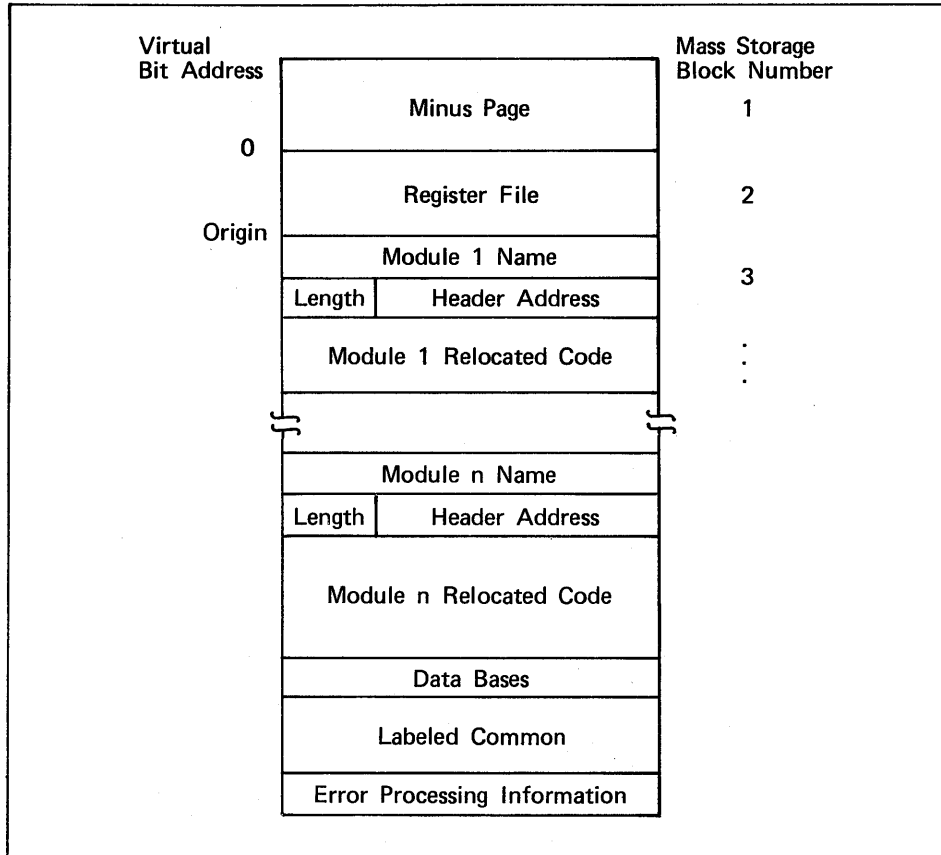 Virtual
Bit Address
Mass Storage
Block Number
Minus Page
1
0
Register File
2
Origin
Module 1 Name
3
Length
Header Address
Module 1 Relocated Code
.
.
.
Module n Name
Length
Header Address
Module n Relocated Code
Data Bases
Labeled Common
Error Processing Information